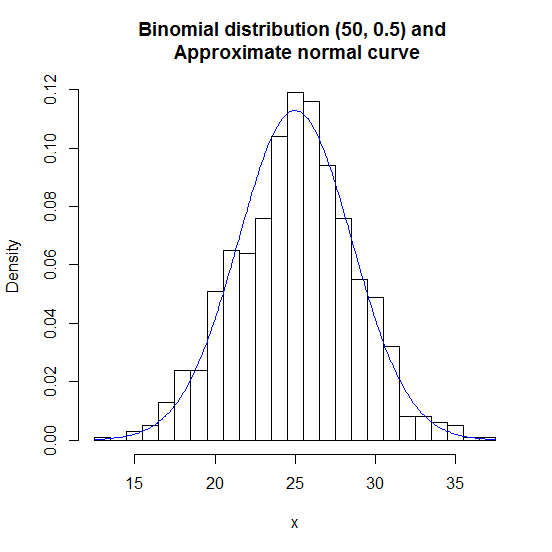 Binomial distribution (50, 0.5) and
Approximate normal curve
Density
0.12
0.10
0.08
0.06
0.04
0.02
0.00
15 20 25 30 35
x